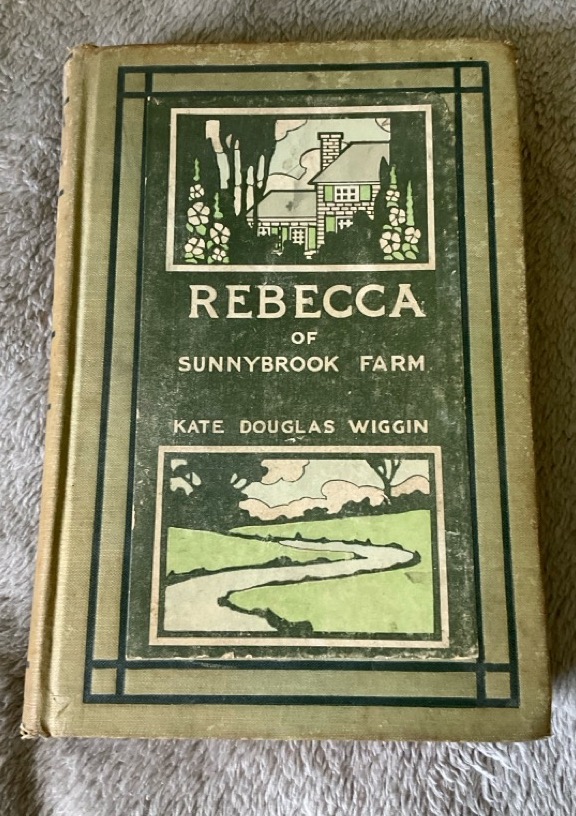 REBECCA
OF
SUNNYBROOK FARM
KATE DOUGLAS WIGGIN